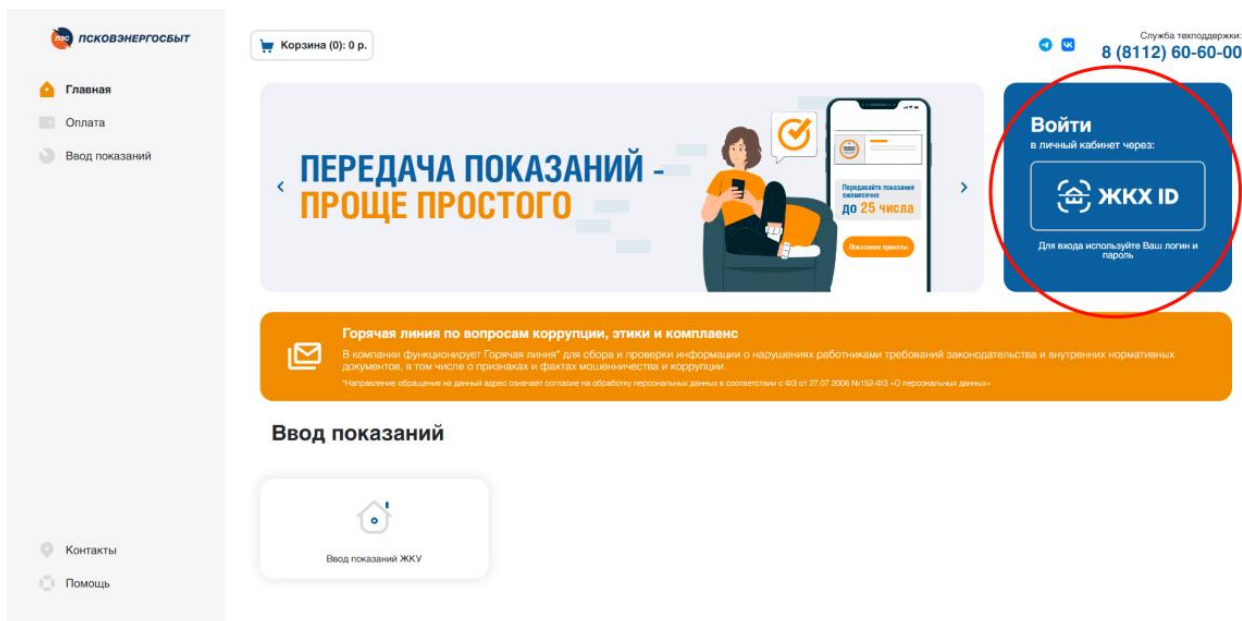 ПСКОВЭНЕРГОСБЫТ
Главная
Оплата
Ввод показаний
Контакты
Помощь
Корзина (0): 0 р.
Служба техподдержки:
8 (8112) 60-60-00
ПЕРЕДАЧА ПОКАЗАНИЙ -
ПРОЩЕ ПРОСТОГО
Передавайте показания
ежемесячно
до 25 числа
Показания приняты
Войти
в личный кабинет через:
ЖКХ ID
Для входа используйте Ваш логин и
пароль
Горячая линия по вопросам коррупции, этики и комплаенс
В компании функционирует Горячая линия* для сбора и проверки информации о нарушениях работниками требований законодательства и внутренних нормативных
документов, в том числе о признаках и фактах мошенничества и коррупции.
*Направление обращения на данный адрес означает согласие на обработку персональных данных в соответствии с ФЗ от 27.07.2006 №152-ФЗ «О персональных данных»
Ввод показаний
Ввод показаний ЖКУ